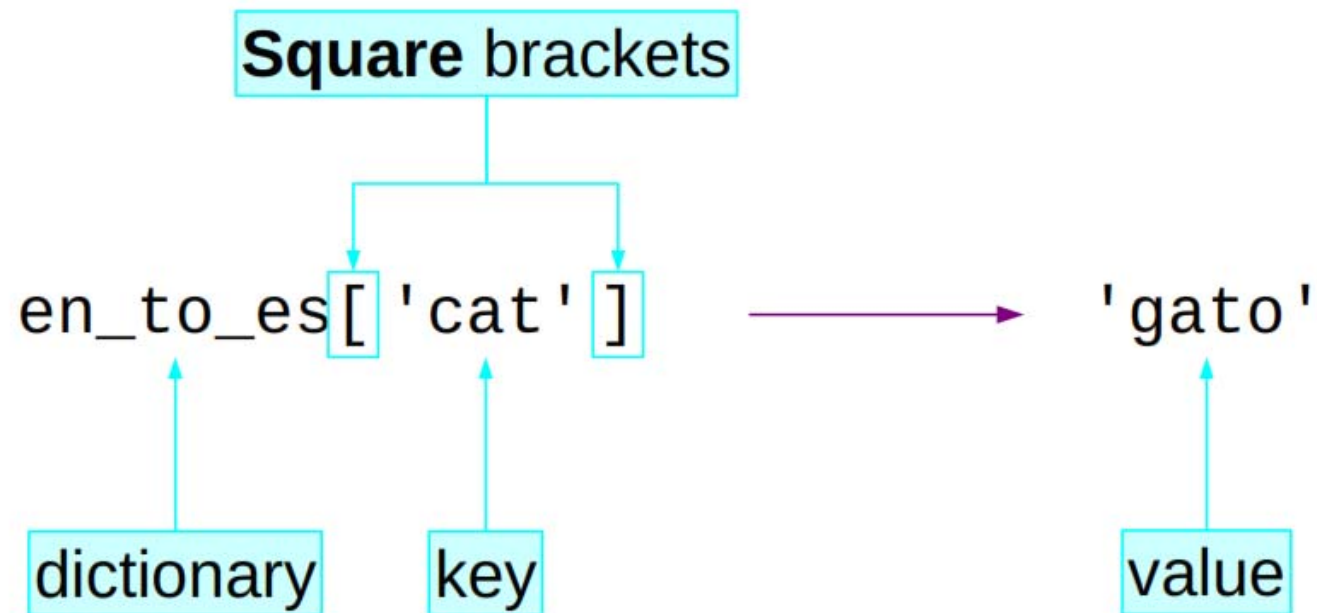 Square brackets
en_to_es['cat'] 'gato'
dictionary key value